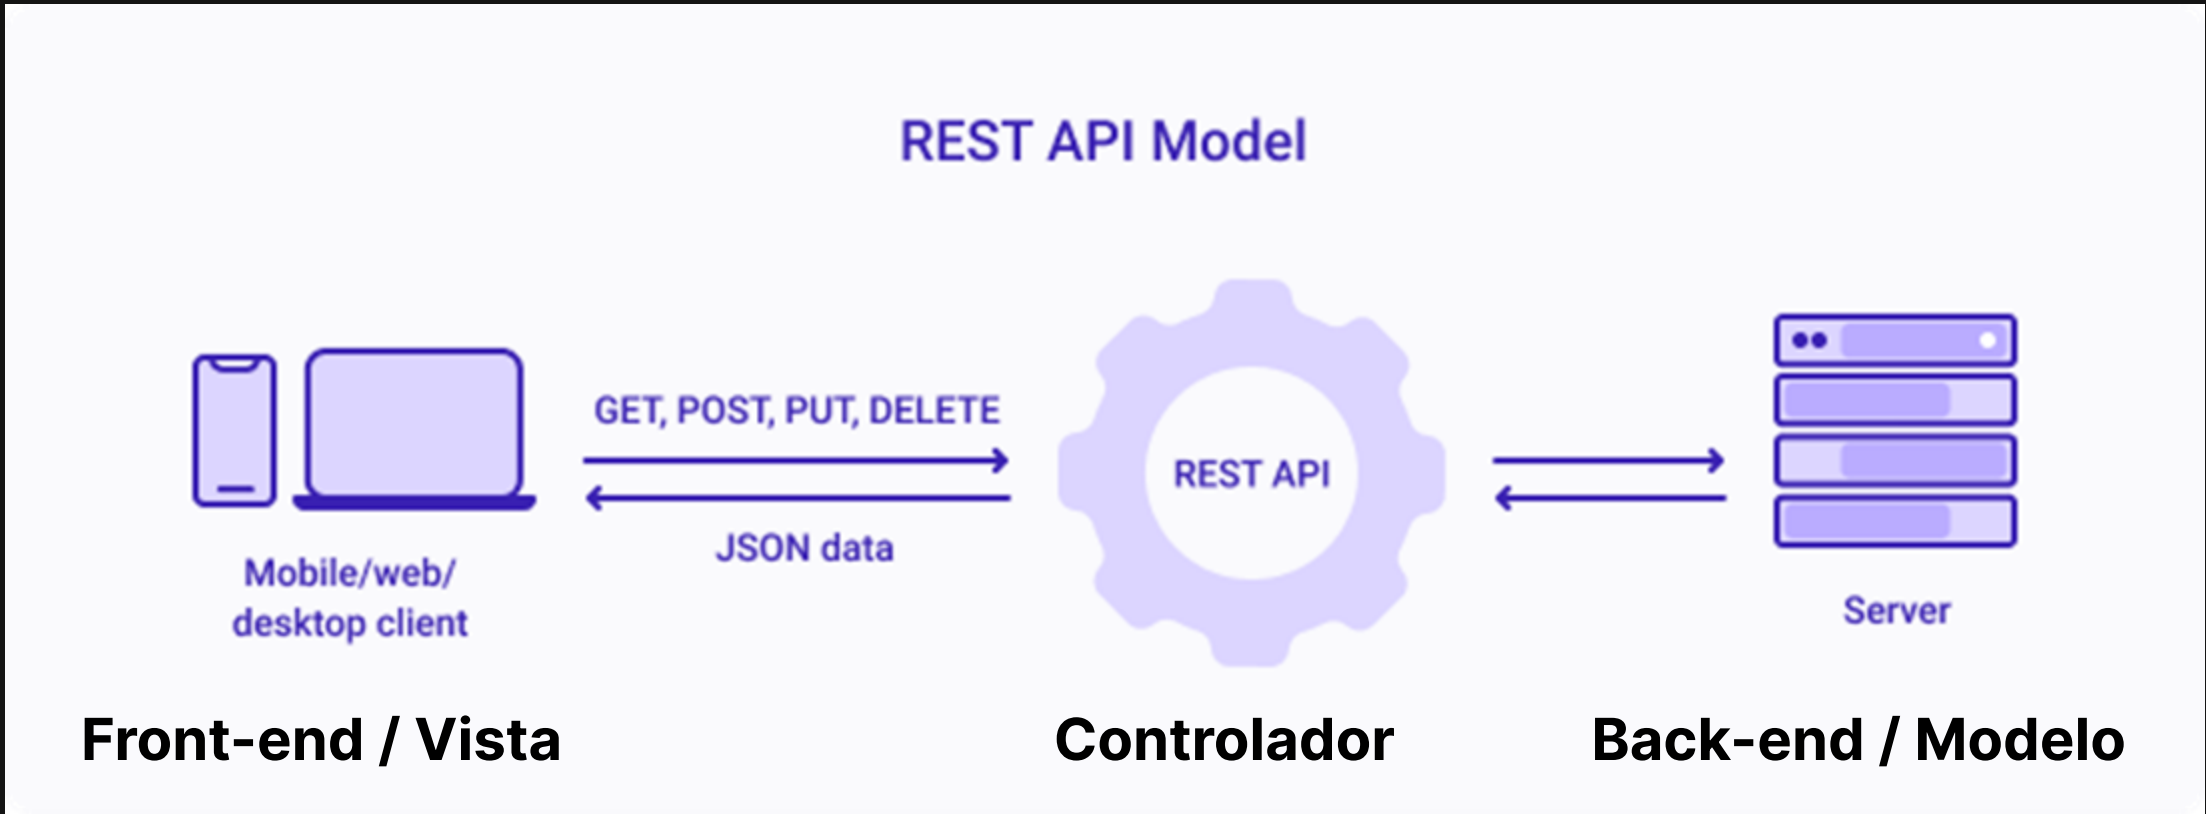 REST API Model
GET, POST, PUT, DELETE
REST API
JSON data
Mobile/web/
desktop client
Server
Front-end / Vista
Controlador
Back-end / Modelo